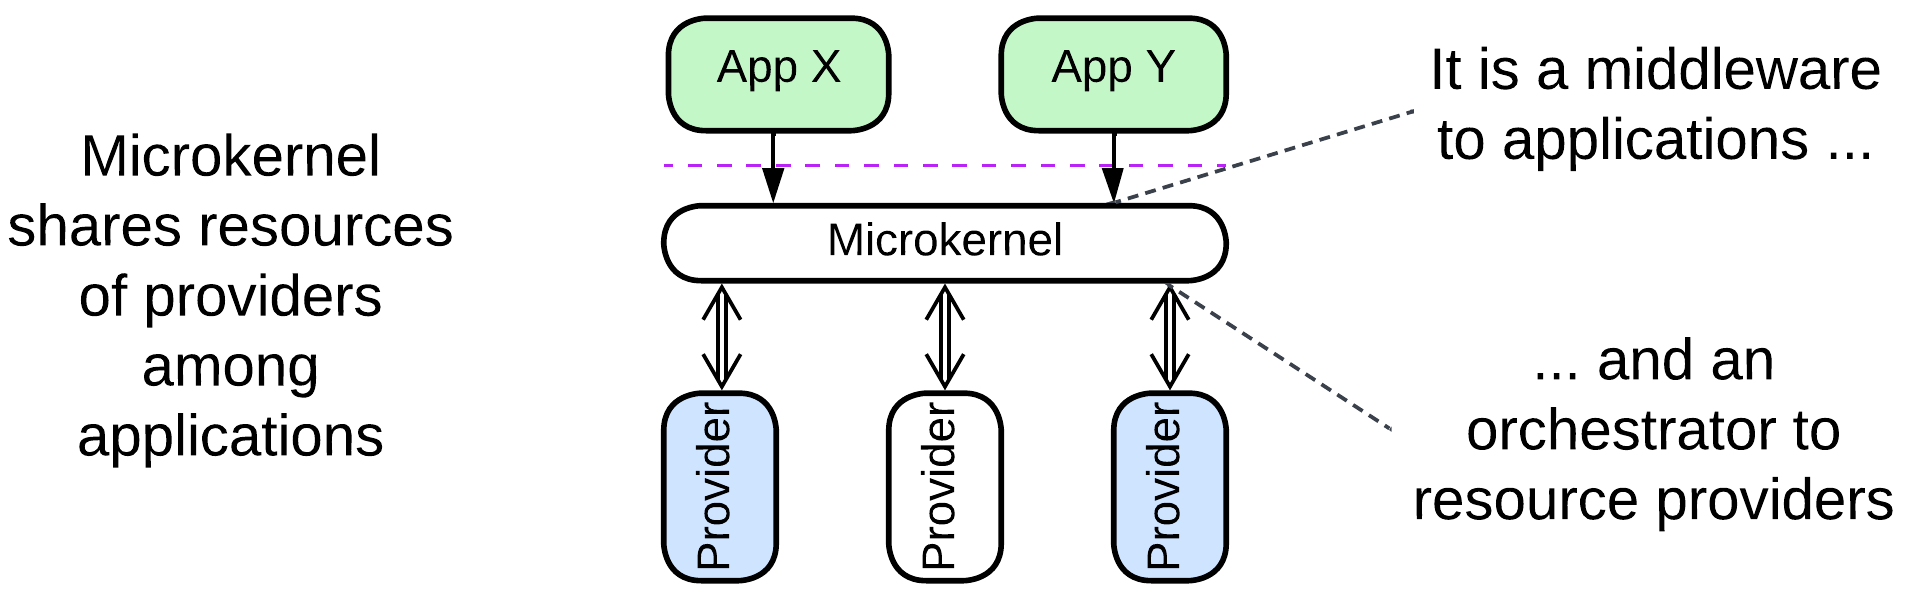 Microkernel
shares resources
of providers
among
applications
App X
App Y
Microkernel
Provider
Provider
Provider
It is a middleware
to applications ...
... and an
orchestrator to
resource providers